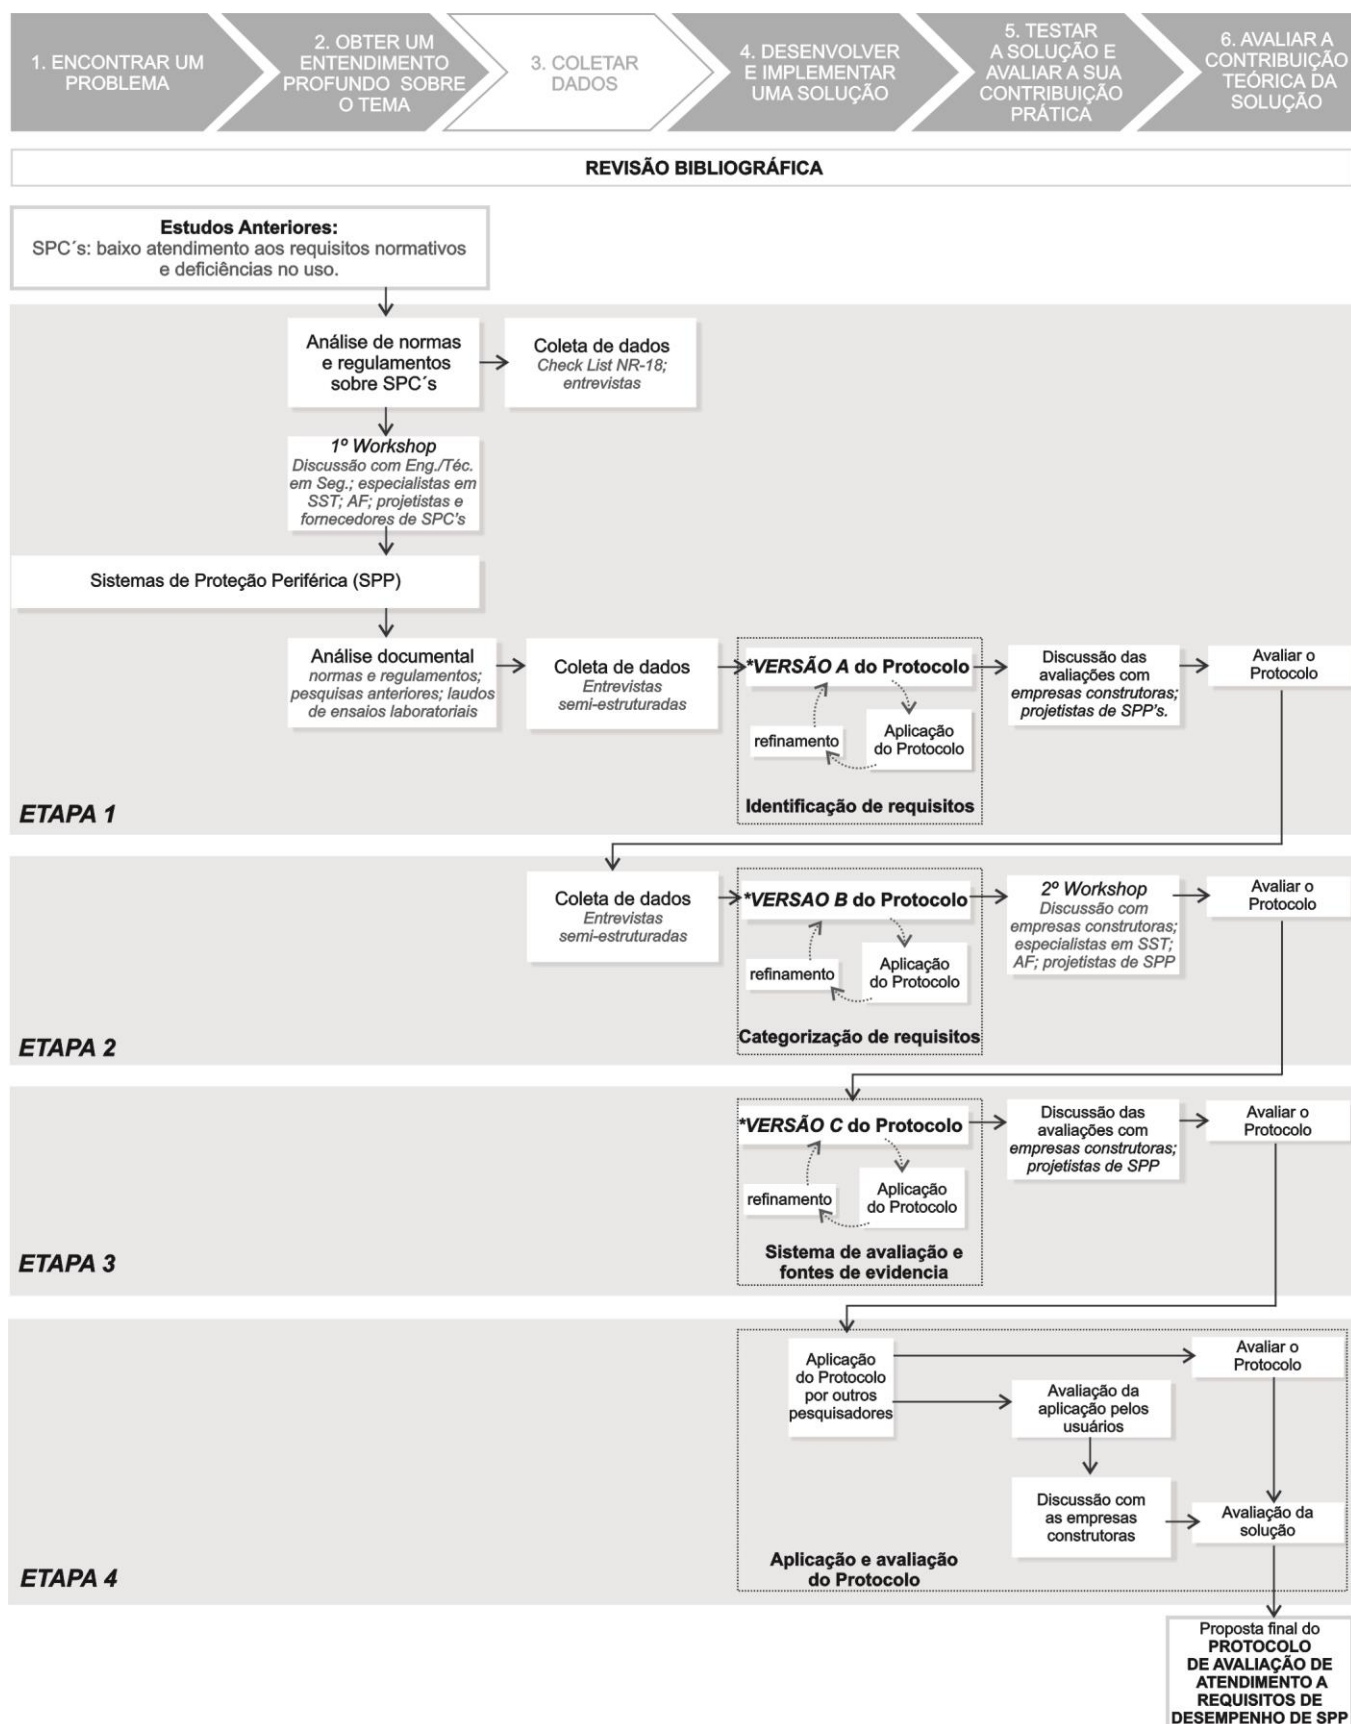 1. ENCONTRAR UM
PROBLEMA
2. OBTER UM
ENTENDIMENTO
PROFUNDO SOBRE
O TEMA
3. COLETAR
DADOS
4. DESENVOLVER
E IMPLEMENTAR
UMA SOLUÇÃO
5. TESTAR
A SOLUÇÃO E
AVALIAR A SUA
CONTRIBUIÇÃO
PRÁTICA
6. AVALIAR A
CONTRIBUIÇÃO
TEÓRICA DA
SOLUÇÃO
REVISÃO BIBLIOGRÁFICA
Estudos Anteriores:
SPC´s: baixo atendimento aos requisitos normativos
e deficiências no uso.
Análise de normas
e regulamentos
sobre SPC´s
Coleta de dados
Check List NR-18;
entrevistas
1º Workshop
Discussão com Eng./Téc.
em Seg.; especialistas em
SST; AF; projetistas e
fornecedores de SPC's
Sistemas de Proteção Periférica (SPP)
Análise documental
normas e regulamentos;
pesquisas anteriores; laudos
de ensaios laboratoriais
Coleta de dados
Entrevistas
semi-estruturadas
*VERSÃO A do Protocolo
refinamento
Aplicação
do Protocolo
Identificação de requisitos
Discussão das
avaliações com
empresas construtoras;
projetistas de SPP's.
Avaliar o
Protocolo
ETAPA 1
Coleta de dados
Entrevistas
semi-estruturadas
*VERSAO B do Protocolo
refinamento
Aplicação
do Protocolo
Categorização de requisitos
2º Workshop
Discussão com
empresas construtoras;
especialistas em SST;
AF; projetistas de SPP
Avaliar o
Protocolo
ETAPA 2
*VERSÃO C do Protocolo
refinamento
Aplicação
do Protocolo
Sistema de avaliação e
fontes de evidencia
Discussão das
avaliações com
empresas construtoras;
projetistas de SPP
Avaliar o
Protocolo
ETAPA 3
Aplicação
do Protocolo
por outros
pesquisadores
Avaliar o
Protocolo
Avaliação da
aplicação pelos
usuários
Discussão com
as empresas
construtoras
Avaliação da
solução
Aplicação e avaliação
do Protocolo
ETAPA 4
Proposta final do
PROTOCOLO
DE AVALIAÇÃO DE
ATENDIMENTO A
REQUISITOS DE
DESEMPENHO DE SPP